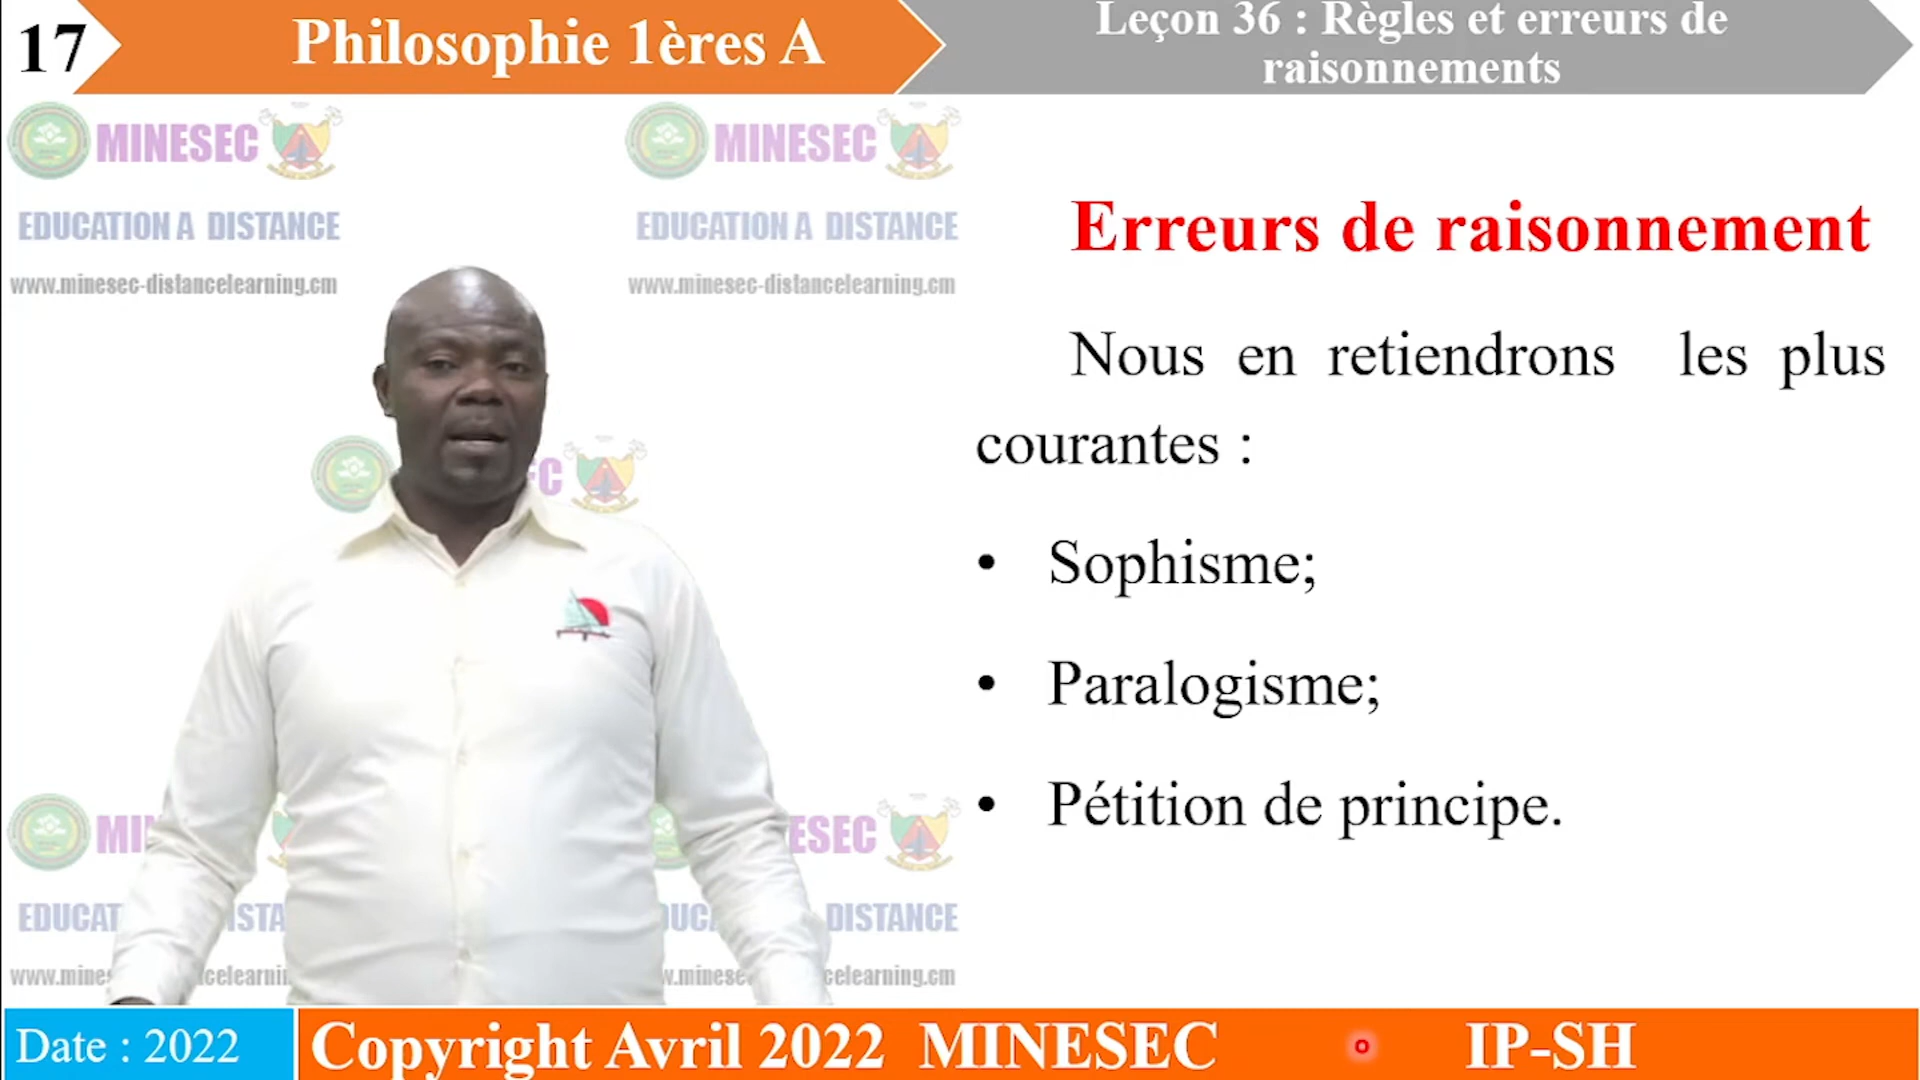 17
Philosophie 1ères A
Leçon 36 : Règles et erreurs de
raisonnements
MINESEC
EDUCATION A DISTANCE
www.minesec-distancelearning.cm
MINESEC
EDUCATION A DISTANCE
www.minesec-distancelearning.cm
Erreurs de raisonnement
Nous en retiendrons les plus
courantes :
• Sophisme;
• Paralogisme;
• Pétition de principe.
Date : 2022
Copyright Avril 2022 MINESEC
IP-SH